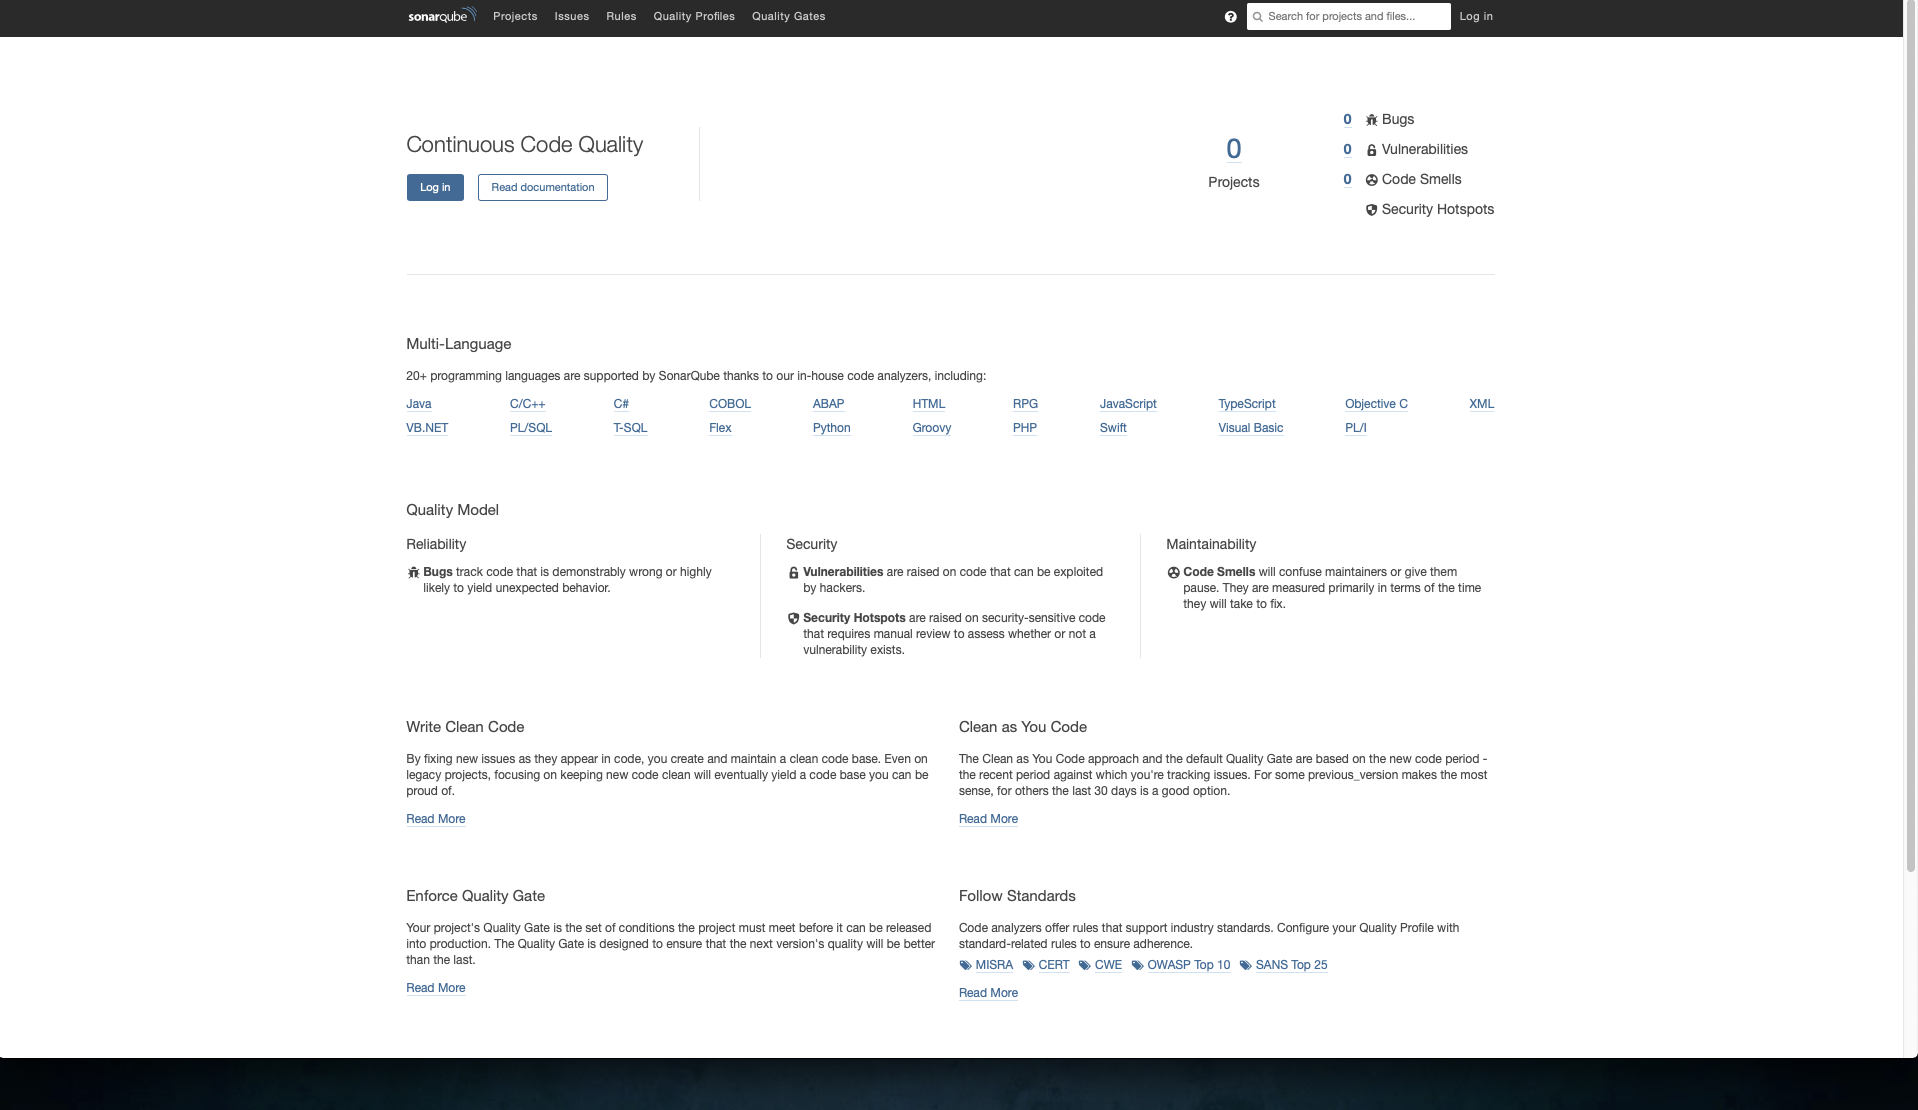 sonarqube Projects Issues Rules Quality Profiles Quality Gates Search for projects and files... Log in
Continuous Code Quality
Log in Read documentation
0
Projects
0 Bugs
0 Vulnerabilities
0 Code Smells
Security Hotspots
Multi-Language
20+ programming languages are supported by SonarQube thanks to our in-house code analyzers, including:
Java C/C++ C# COBOL ABAP HTML RPG JavaScript TypeScript Objective C XML
VB.NET PL/SQL T-SQL Flex Python Groovy PHP Swift Visual Basic PL/I
Quality Model
Reliability
Bugs track code that is demonstrably wrong or highly
likely to yield unexpected behavior.
Security
Vulnerabilities are raised on code that can be exploited
by hackers.
Security Hotspots are raised on security-sensitive code
that requires manual review to assess whether or not a
vulnerability exists.
Maintainability
Code Smells will confuse maintainers or give them
pause. They are measured primarily in terms of the time
they will take to fix.
Write Clean Code
By fixing new issues as they appear in code, you create and maintain a clean code base. Even on
legacy projects, focusing on keeping new code clean will eventually yield a code base you can be
proud of.
Read More
Clean as You Code
The Clean as You Code approach and the default Quality Gate are based on the new code period -
the recent period against which you're tracking issues. For some previous_version makes the most
sense, for others the last 30 days is a good option.
Read More
Enforce Quality Gate
Your project's Quality Gate is the set of conditions the project must meet before it can be released
into production. The Quality Gate is designed to ensure that the next version's quality will be better
than the last.
Read More
Follow Standards
Code analyzers offer rules that support industry standards. Configure your Quality Profile with
standard-related rules to ensure adherence.
MISRA CERT CWE OWASP Top 10 SANS Top 25
Read More